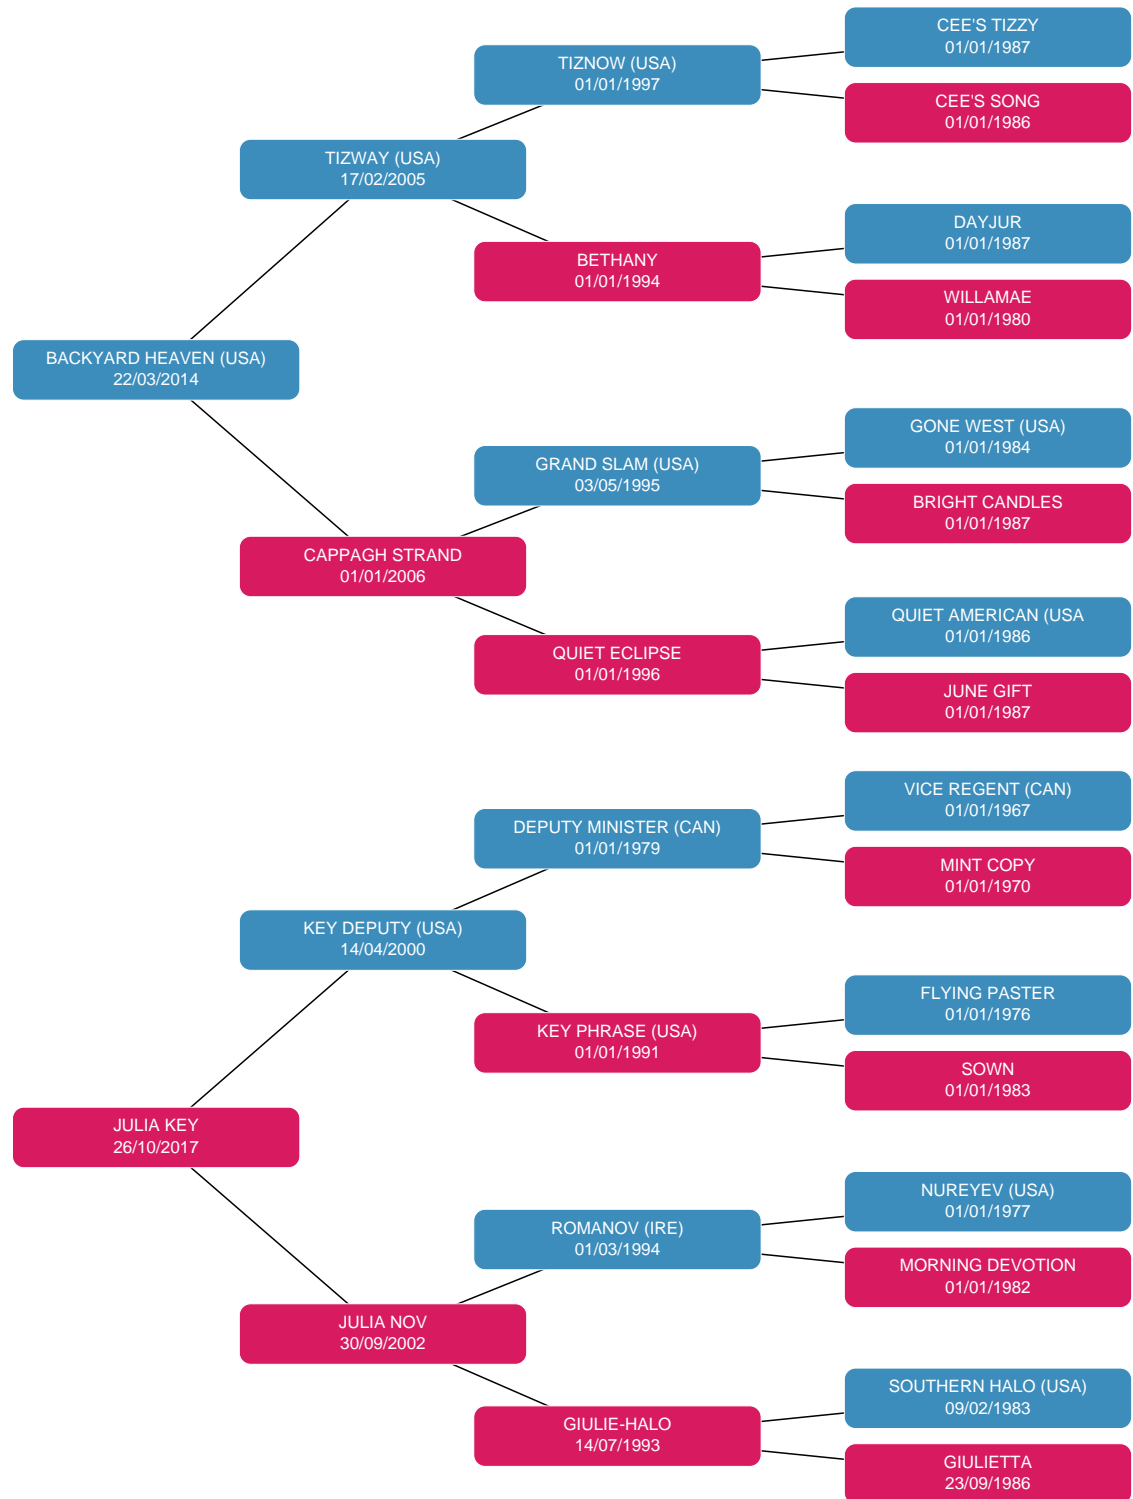 CEE'S TIZZY
01/01/1987
TIZNOW (USA)
01/01/1997
CEE'S SONG
01/01/1986
TIZWAY (USA)
17/02/2005
DAYJUR
01/01/1987
BETHANY
01/01/1994
WILLAMAE
01/01/1980
BACKYARD HEAVEN (USA)
22/03/2014
GONE WEST (USA)
01/01/1984
GRAND SLAM (USA)
03/05/1995
BRIGHT CANDLES
01/01/1987
CAPPAGH STRAND
01/01/2006
QUIET AMERICAN (USA
01/01/1986
QUIET ECLIPSE
01/01/1996
JUNE GIFT
01/01/1987
VICE REGENT (CAN)
01/01/1967
DEPUTY MINISTER (CAN)
01/01/1979
MINT COPY
01/01/1970
KEY DEPUTY (USA)
14/04/2000
FLYING PASTER
01/01/1976
KEY PHRASE (USA)
01/01/1991
SOWN
01/01/1983
JULIA KEY
26/10/2017
NUREYEV (USA)
01/01/1977
ROMANOV (IRE)
01/03/1994
MORNING DEVOTION
01/01/1982
JULIA NOV
30/09/2002
SOUTHERN HALO (USA)
09/02/1983
GIULIE-HALO
14/07/1993
GIULIETTA
23/09/1986